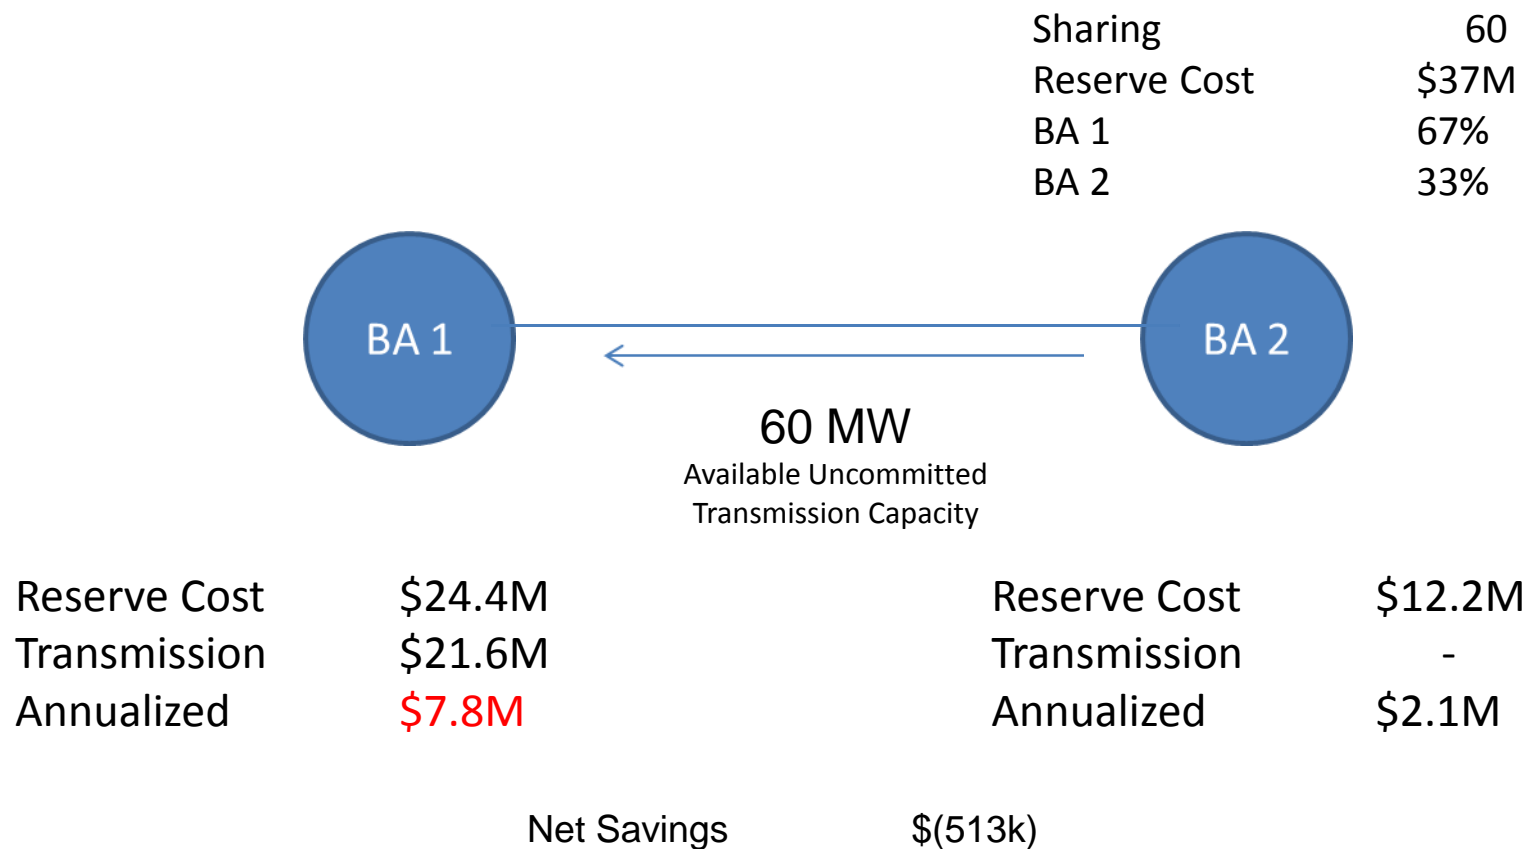 Sharing 60
Reserve Cost $37M
BA 1 67%
BA 2 33%
BA 1
BA 2
60 MW
Available Uncommitted
Transmission Capacity
Reserve Cost $24.4M
Transmission $21.6M
Annualized $7.8M
Reserve Cost $12.2M
Transmission -
Annualized $2.1M
Net Savings $(513k)